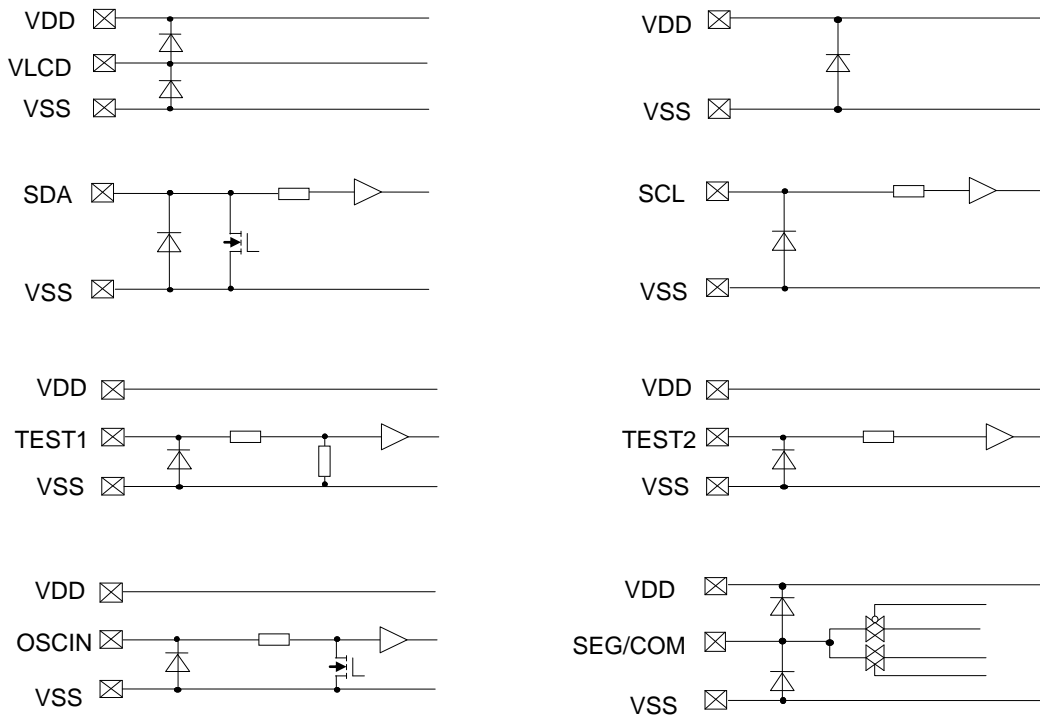 VDD
VLCD
VSS
VDD
VSS
SDA
VSS
SCL
VSS
VDD
TEST1
VSS
VDD
TEST2
VSS
VDD
OSCIN
VSS
VDD
SEG/COM
VSS